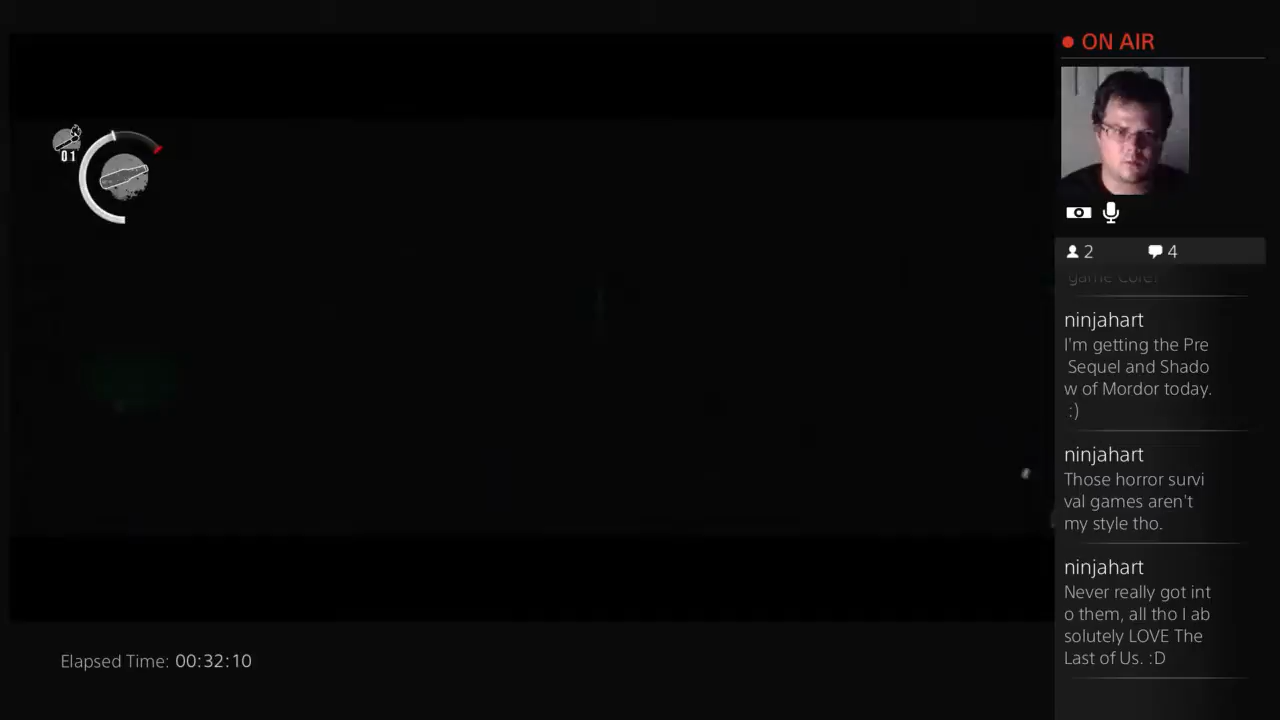 ON AIR
01
2 4
game Core?
ninjahart
I'm getting the Pre
Sequel and Shado
w of Mordor today.
:)
ninjahart
Those horror survi
val games aren't
my style tho.
ninjahart
Never really got int
o them, all tho I ab
solutely LOVE The
Last of Us. :D
Elapsed Time: 00:32:10